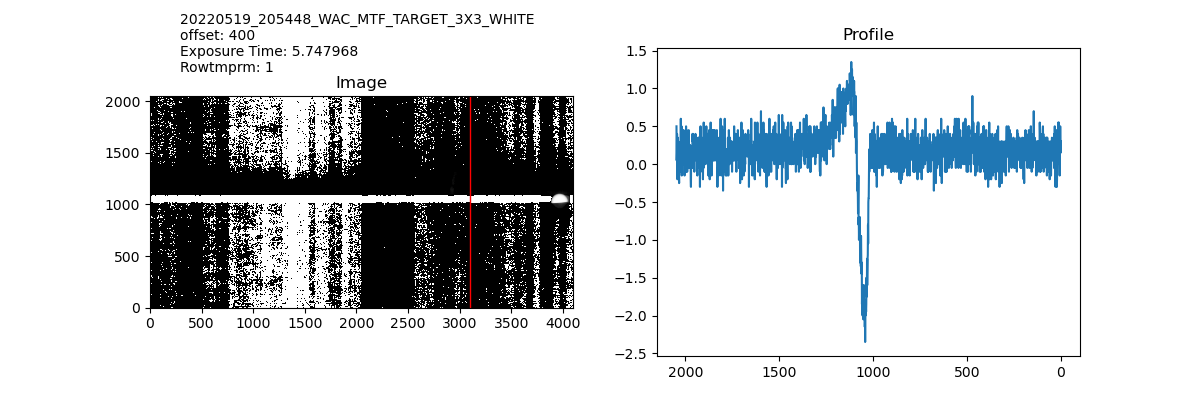 20220519_205448_WAC_MTF_TARGET_3X3_WHITE
offset: 400
Exposure Time: 5.747968
Rowtmprm: 1
Image
2000
1500
1000
500
0
0 500 1000 1500 2000 2500 3000 3500 4000
Profile
1.5
1.0
0.5
0.0
−0.5
−1.0
−1.5
−2.0
−2.5
2000 1500 1000 500 0